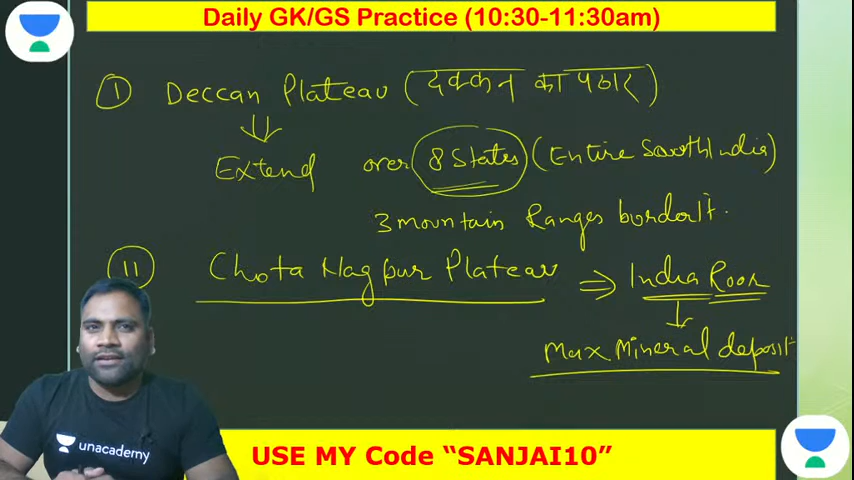 Daily GK/GS Practice (10:30-11:30am)
I Deccan Plateau (दक्कन का पठार)
Extend over 8 States (Entire South India)
3 mountain Ranges border it.
II Chota Nagpur Plateau ⇒ India Roor
Max Mineral deposit
unacademy
USE MY Code “SANJAI10”